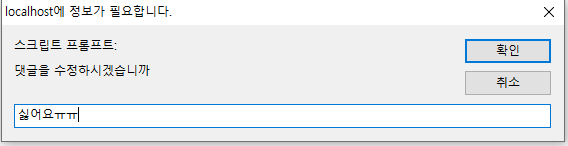 localhost에 정보가 필요합니다.
스크립트 프롬프트:
확인
댓글을 수정하시겠습니까
취소
싫어요ㅠㅠ